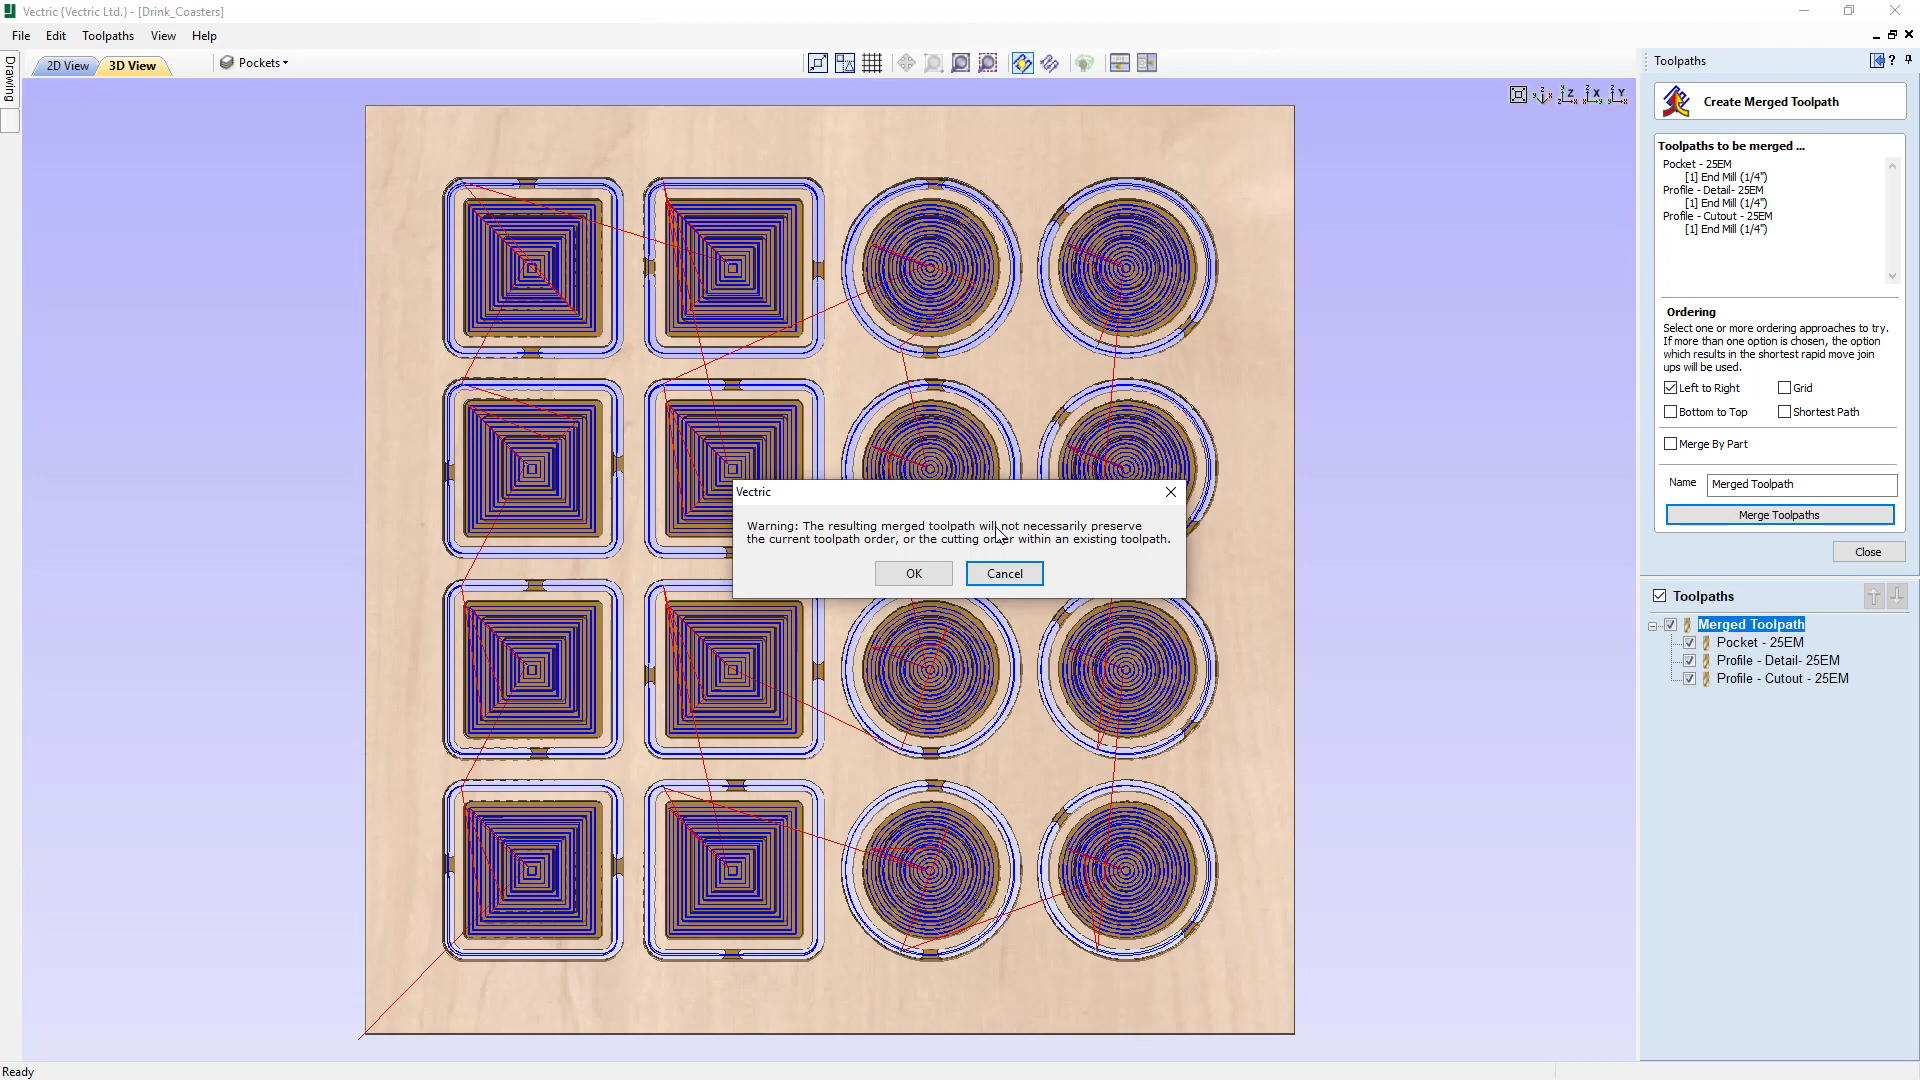 Vectric {Vectric Ltd.} - [Drink_Coasters]
File Edit Toolpaths View Help
Drawing
2D View 3D View Pockets
Toolpaths
Create Merged Toolpath
Toolpaths to be merged ...
Pocket - 25EM
[1] End Mill (1/4")
Profile - Detail- 25EM
[1] End Mill (1/4")
Profile - Cutout - 25EM
[1] End Mill (1/4")
Ordering
Select one or more ordering approaches to try.
If more than one option is chosen, the option
which results in the shortest rapid move join
ups will be used.
Left to Right Grid
Bottom to Top Shortest Path
Merge By Part
Name Merged Toolpath
Merge Toolpaths
Close
Toolpaths
Merged Toolpath
Pocket - 25EM
Profile - Detail- 25EM
Profile - Cutout - 25EM
Vectric
Warning: The resulting merged toolpath will not necessarily preserve
the current toolpath order, or the cutting order within an existing toolpath.
OK Cancel
Ready